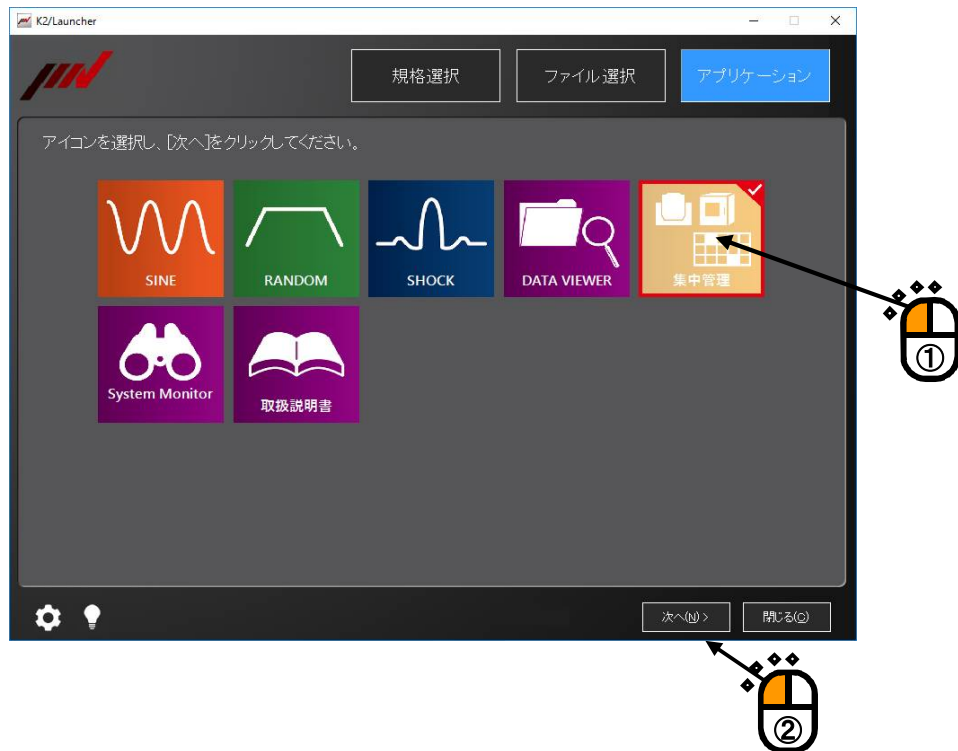 K2/Launcher
規格選択
ファイル選択
アプリケーション
アイコンを選択し、[次へ]をクリックしてください。
SINE
RANDOM
SHOCK
DATA VIEWER
集中管理
System Monitor
取扱説明書
①
次へ(N) >
閉じる(C)
②